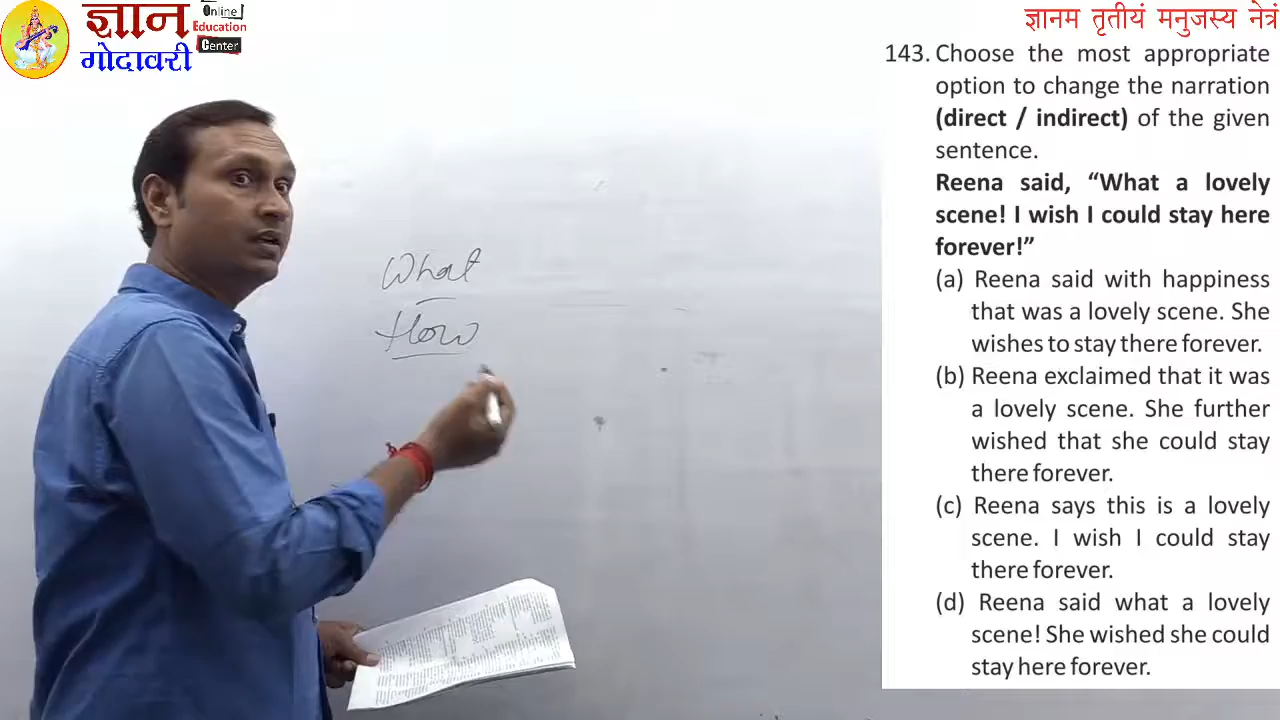 ज्ञान
गोदावरी
Online
Education
Center
ज्ञानम तृतीयं मनुजस्य नेत्रं
What
How
143. Choose the most appropriate
option to change the narration
(direct / indirect) of the given
sentence.
Reena said, “What a lovely
scene! I wish I could stay here
forever!”
(a) Reena said with happiness
that was a lovely scene. She
wishes to stay there forever.
(b) Reena exclaimed that it was
a lovely scene. She further
wished that she could stay
there forever.
(c) Reena says this is a lovely
scene. I wish I could stay
there forever.
(d) Reena said what a lovely
scene! She wished she could
stay here forever.